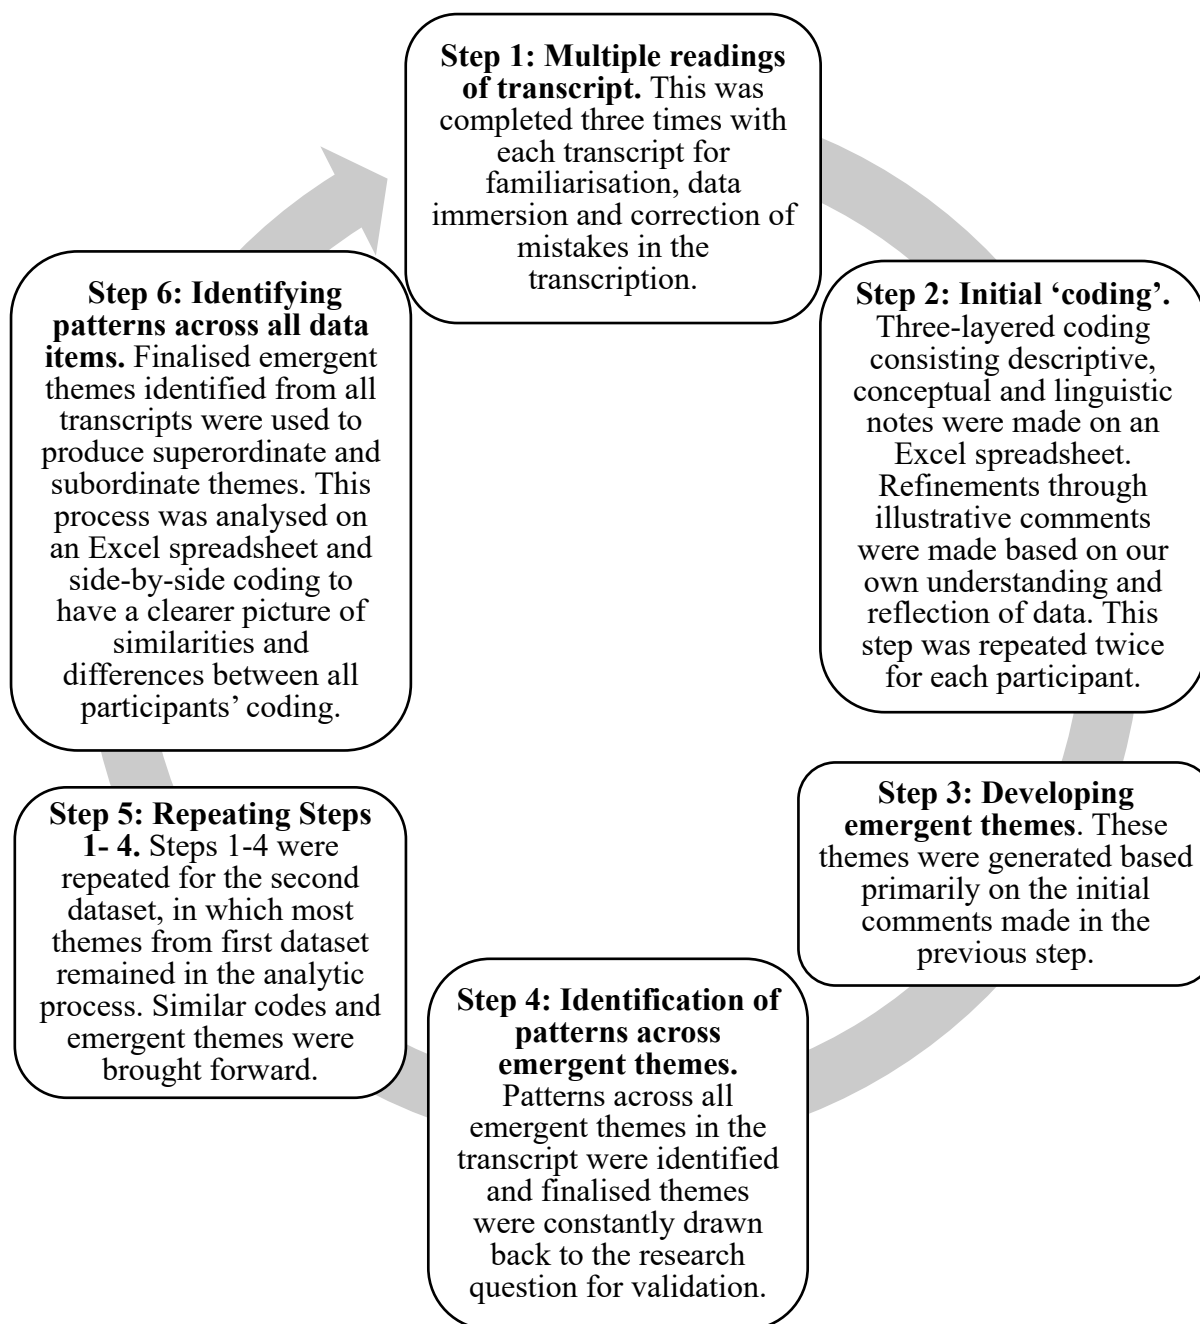 Step 1: Multiple readings
of transcript. This was
completed three times with
each transcript for
familiarisation, data
immersion and correction of
mistakes in the
transcription.
Step 2: Initial ‘coding’.
Three-layered coding
consisting descriptive,
conceptual and linguistic
notes were made on an
Excel spreadsheet.
Refinements through
illustrative comments
were made based on our
own understanding and
reflection of data. This
step was repeated twice
for each participant.
Step 3: Developing
emergent themes. These
themes were generated based
primarily on the initial
comments made in the
previous step.
Step 4: Identification of
patterns across
emergent themes.
Patterns across all
emergent themes in the
transcript were identified
and finalised themes
were constantly drawn
back to the research
question for validation.
Step 5: Repeating Steps
1- 4. Steps 1-4 were
repeated for the second
dataset, in which most
themes from first dataset
remained in the analytic
process. Similar codes and
emergent themes were
brought forward.
Step 6: Identifying
patterns across all data
items. Finalised emergent
themes identified from all
transcripts were used to
produce superordinate and
subordinate themes. This
process was analysed on
an Excel spreadsheet and
side-by-side coding to
have a clearer picture of
similarities and
differences between all
participants’ coding.